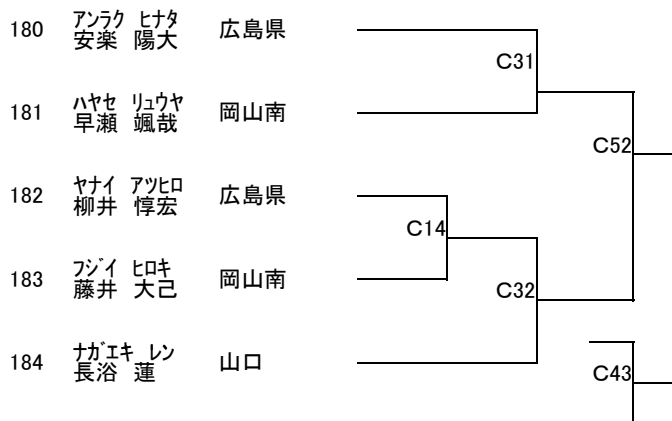 アンラク ヒナタ
180 安楽 陽大 広島県
C31
ハヤセ リュウヤ
181 早瀬 颯哉 岡山南
C52
ヤナイ アツヒロ
182 柳井 惇宏 広島県
C14
フジイ ヒロキ
183 藤井 大己 岡山南
C32
ナガエキ レン
184 長浴 蓮 山口
C43